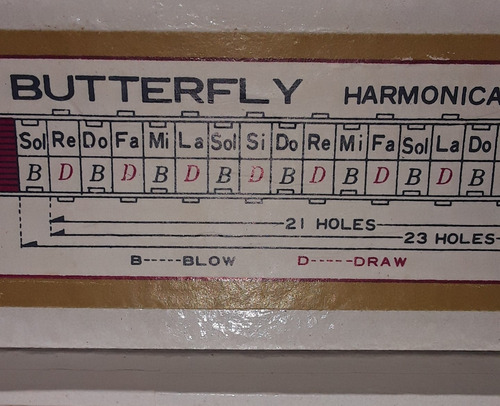 BUTTERFLY HARMONICA
Sol Re Do Fa Mi La Sol Si Do Re Mi Fa Sol La Do
B D B D B D B D B D B D B D B
21 HOLES
23 HOLES
B-----BLOW D-----DRAW